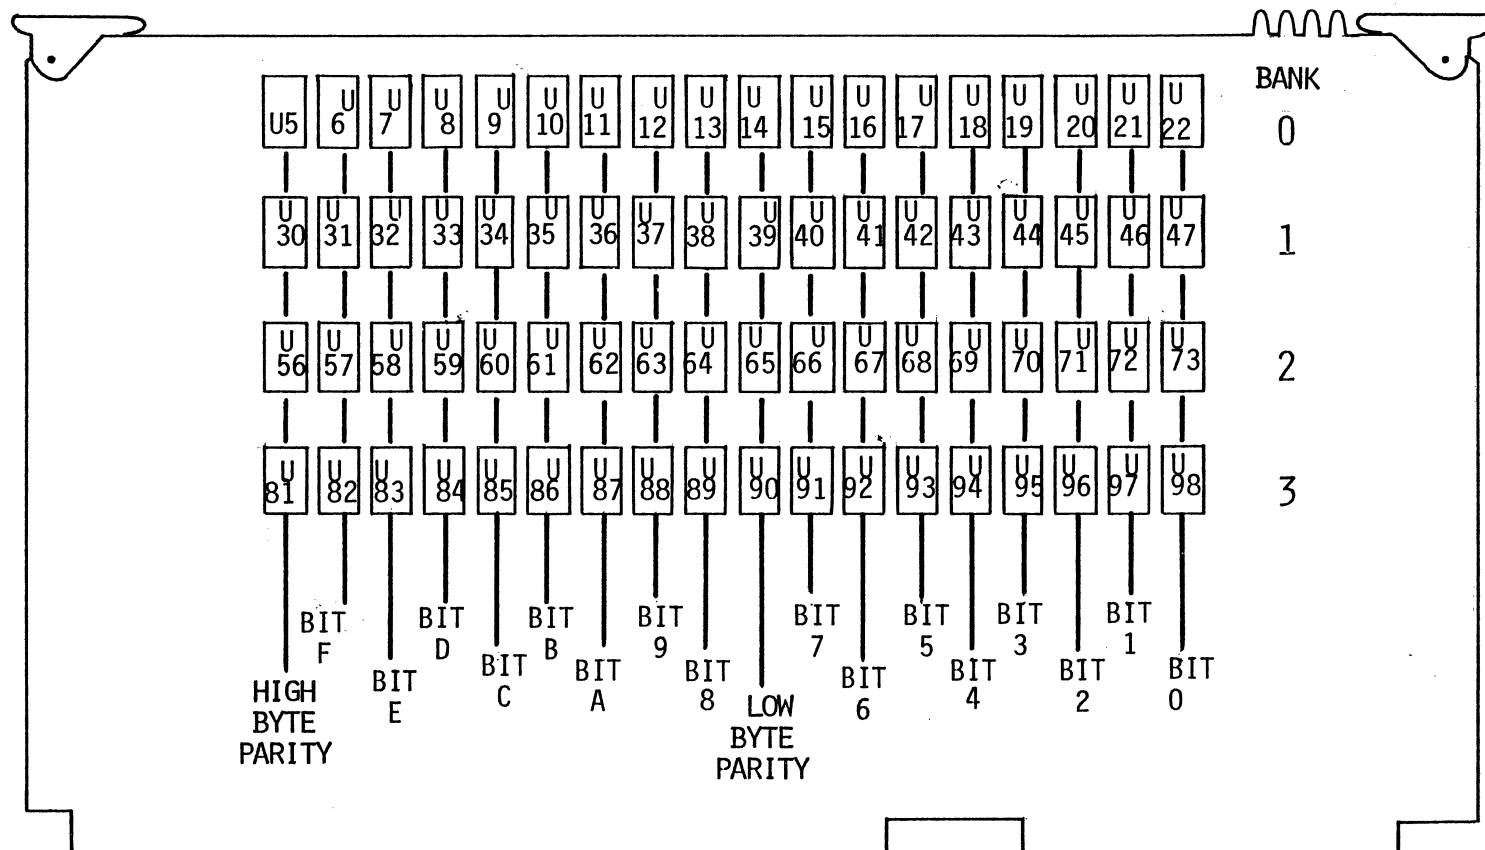 BANK
U U U U U U U U U U U U U U U U U
U5 6 7 8 9 10 11 12 13 14 15 16 17 18 19 20 21 22 0
U U U U U U U U U U U U U U U U U U
30 31 32 33 34 35 36 37 38 39 40 41 42 43 44 45 46 47 1
U U U U U U U U U U U U U U U U U U
56 57 58 59 60 61 62 63 64 65 66 67 68 69 70 71 72 73 2
U U U U U U U U U U U U U U U U U U
81 82 83 84 85 86 87 88 89 90 91 92 93 94 95 96 97 98 3
HIGH
BYTE
PARITY
BIT
F
BIT
E
BIT
D
BIT
C
BIT
B
BIT
A
BIT
9
BIT
8
LOW
BYTE
PARITY
BIT
7
BIT
6
BIT
5
BIT
4
BIT
3
BIT
2
BIT
1
BIT
0